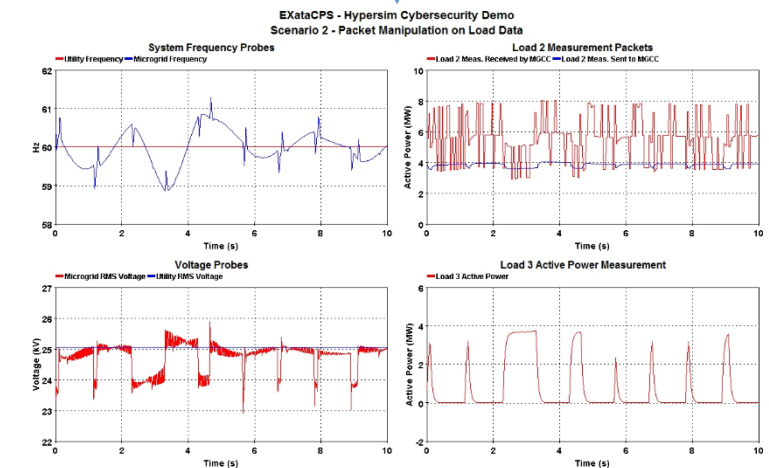 EXataCPS - Hypersim Cybersecurity Demo
Scenario 2 - Packet Manipulation on Load Data
System Frequency Probes
Utility Frequency Microgrid Frequency
62
61
60
59
58
Hz
0 2 4 6 8 10
Time (s)
Load 2 Measurement Packets
Load 2 Meas. Received by MGCC Load 2 Meas. Sent to MGCC
10
8
6
4
2
0
Active Power (MW)
0 2 4 6 8 10
Time (s)
Voltage Probes
Microgrid RMS Voltage Utility RMS Voltage
27
26
25
24
23
22
Voltage (kV)
0 2 4 6 8 10
Time (s)
Load 3 Active Power Measurement
Load 3 Active Power
6
4
2
0
-2
Active Power (MW)
0 2 4 6 8 10
Time (s)